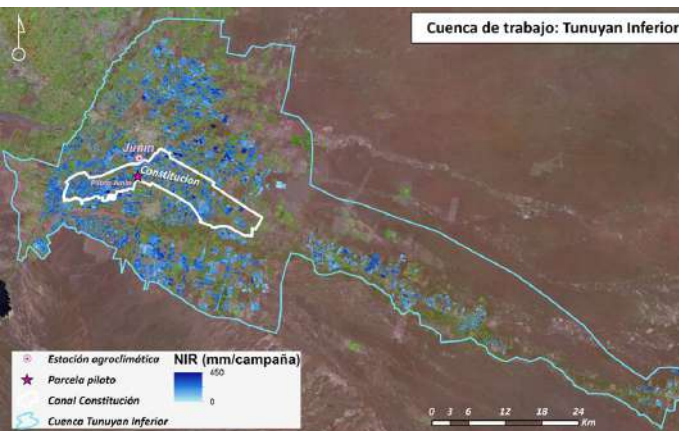 Cuenca de trabajo: Tunuyan Inferior
Junín
Constitucion
Estación agroclimática
Parcela piloto
Canal Constitución
Cuenca Tunuyan Inferior
NIR (mm/campaña)
450
0
0 3 6 12 18 24
Km